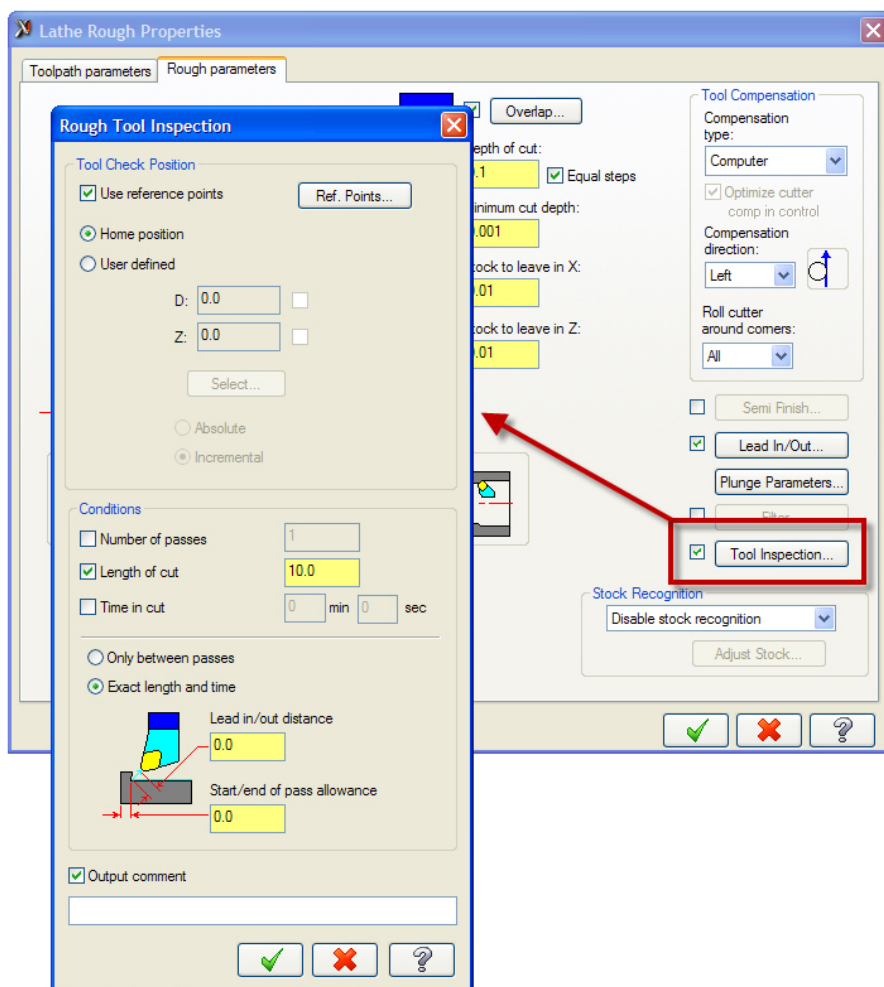 Lathe Rough Properties
Toolpath parameters
Rough parameters
Overlap...
epth of cut:
.1
Equal steps
inimum cut depth:
.001
tock to leave in X:
.01
tock to leave in Z:
.01
Tool Compensation
Compensation
type:
Computer
Optimize cutter
comp in control
Compensation
direction:
Left
Roll cutter
around corners:
All
Semi Finish...
Lead In/Out...
Plunge Parameters...
Filter...
Tool Inspection...
Stock Recognition
Disable stock recognition
Adjust Stock...
Rough Tool Inspection
Tool Check Position
Use reference points
Ref. Points...
Home position
User defined
D: 0.0
Z: 0.0
Select...
Absolute
Incremental
Conditions
Number of passes 1
Length of cut 10.0
Time in cut 0 min 0 sec
Only between passes
Exact length and time
Lead in/out distance
0.0
Start/end of pass allowance
0.0
Output comment